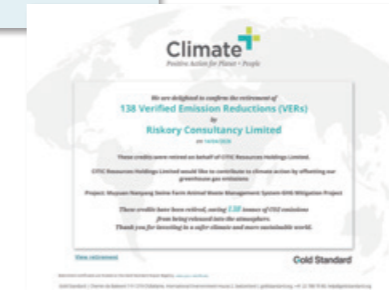 Climate+
Positive Action for Planet + People
We are delighted to confirm the retirement of
138 Verified Emission Reductions (VERs)
by
Riskory Consultancy Limited
on
These credits were retired on behalf of CITIC Resources Holdings Limited.
CITIC Resources Holdings Limited would like to contribute to climate action by offsetting our
greenhouse gas emissions
Project: Muyuan Nanyang Swine Farm Animal Waste Management System GHG Mitigation Project
These credits have been retired, saving 138 tonnes of CO2 emissions
from being released into the atmosphere.
Thank you for investing in a safer climate and more sustainable world.
View retirement
Gold Standard